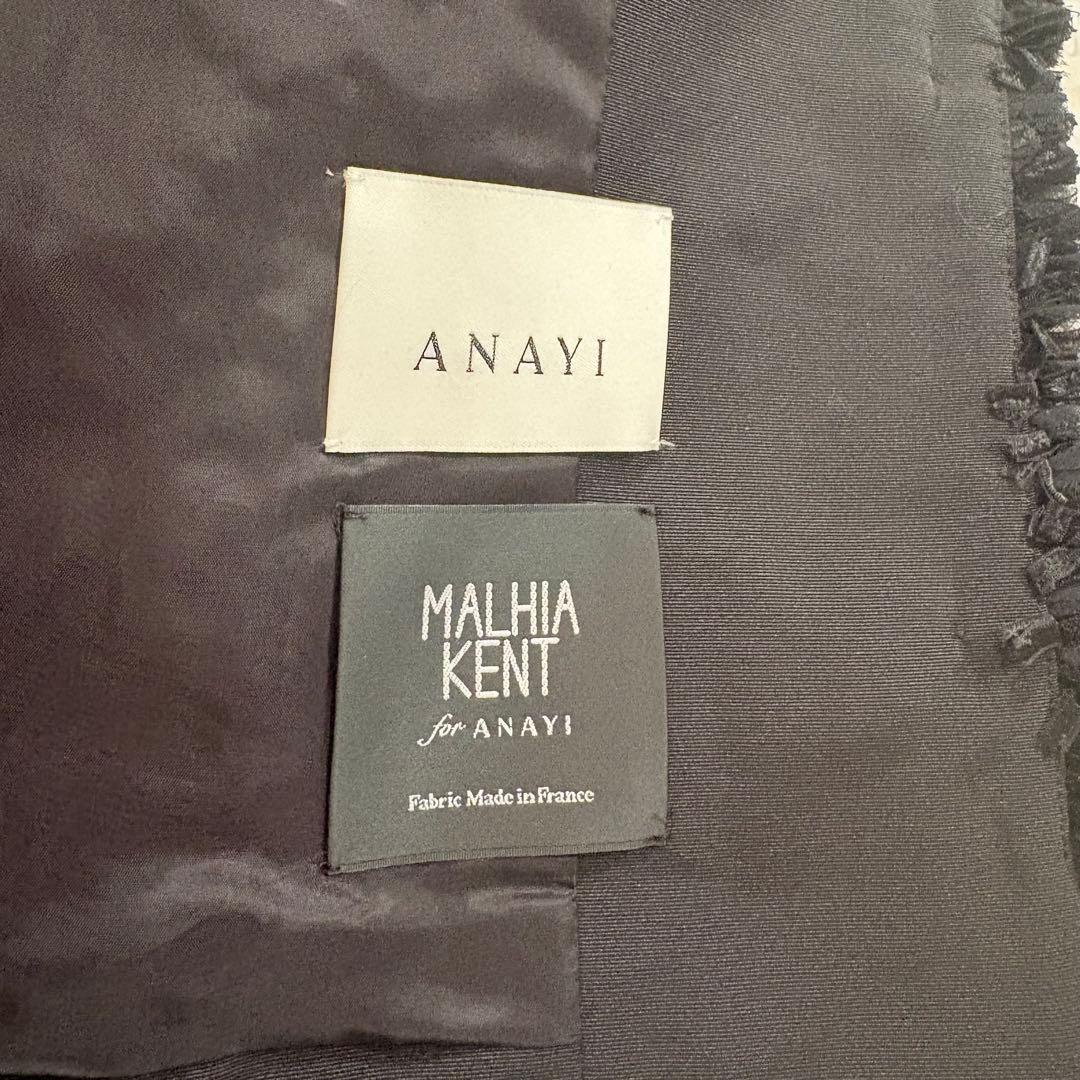 ANAYI
MALHIA
KENT
for ANAYI
Fabric Made in France